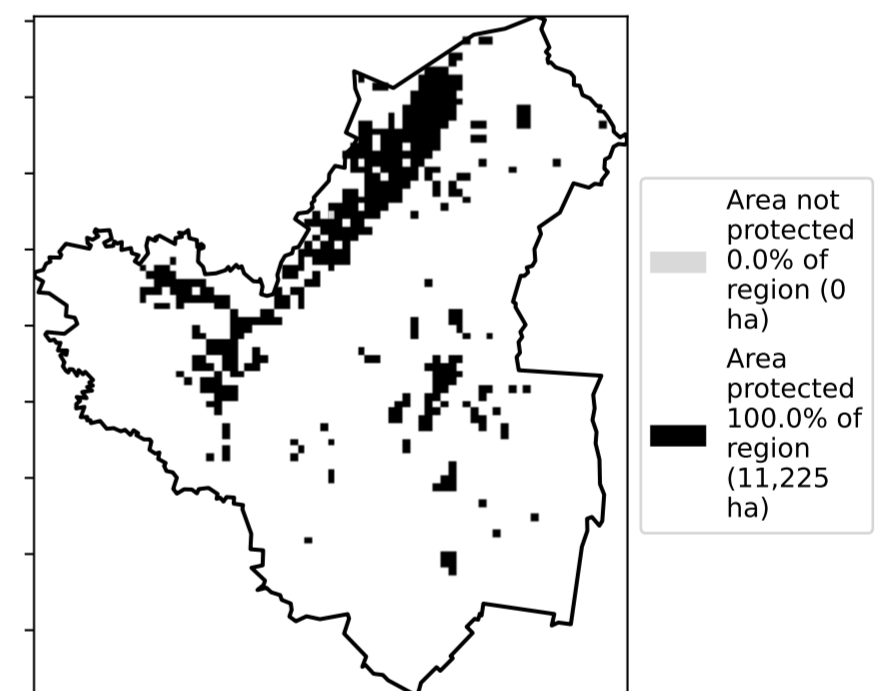 Area not
protected
0.0% of
region (0
ha)
Area
protected
100.0% of
region
(11,225
ha)